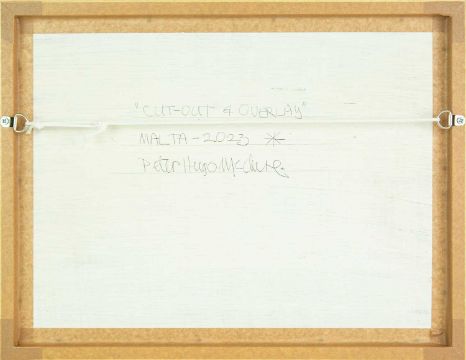 "CUT-OUT & OVERLAY"
MALTA - 2023
Peter Hugo McClure.